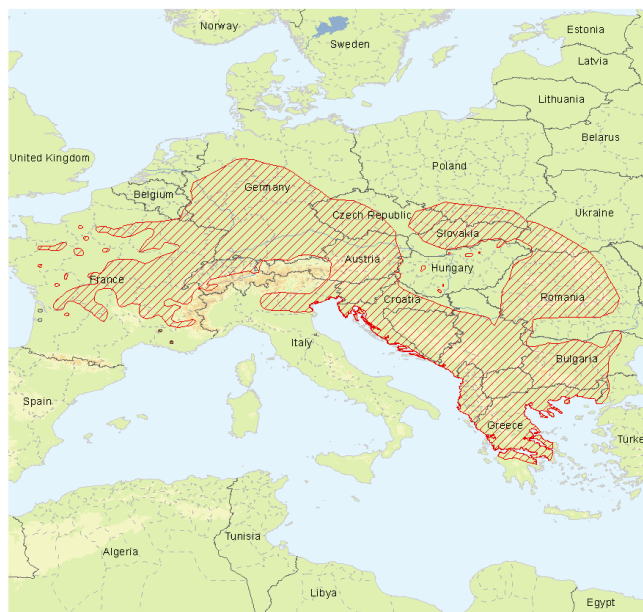 Norway
Sweden
Estonia
Latvia
Lithuania
Belarus
United Kingdom
Poland
Belgium
Germany
Czech Republic
Ukraine
Slovakia
Austria
Hungary
France
Croatia
Romania
Italy
Bulgaria
Spain
Greece
Turke
Tunisia
Algeria
Libya
Egypt